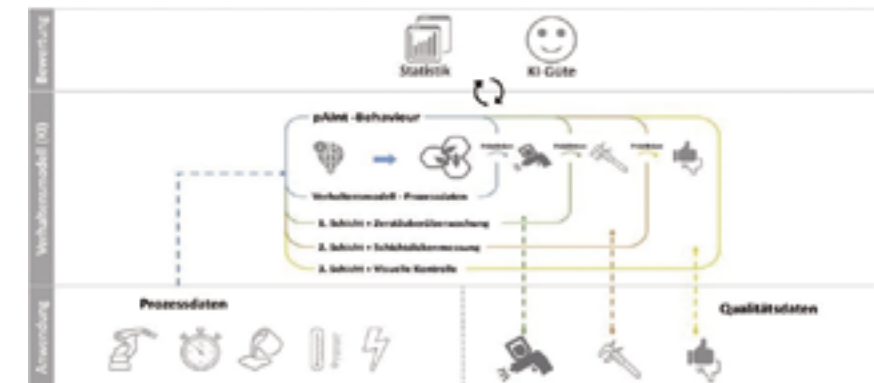 Bewertung
Statistik
KI-Güte
Verhaltensmodell (KI)
pAInt -Behaviour
Verhaltensmodell - Prozessdaten
1. Schicht + Zerstäuberüberwachung
2. Schicht + Schichtdickenmessung
3. Schicht + Visuelle Kontrolle
Anwendung
Prozessdaten
Qualitätsdaten